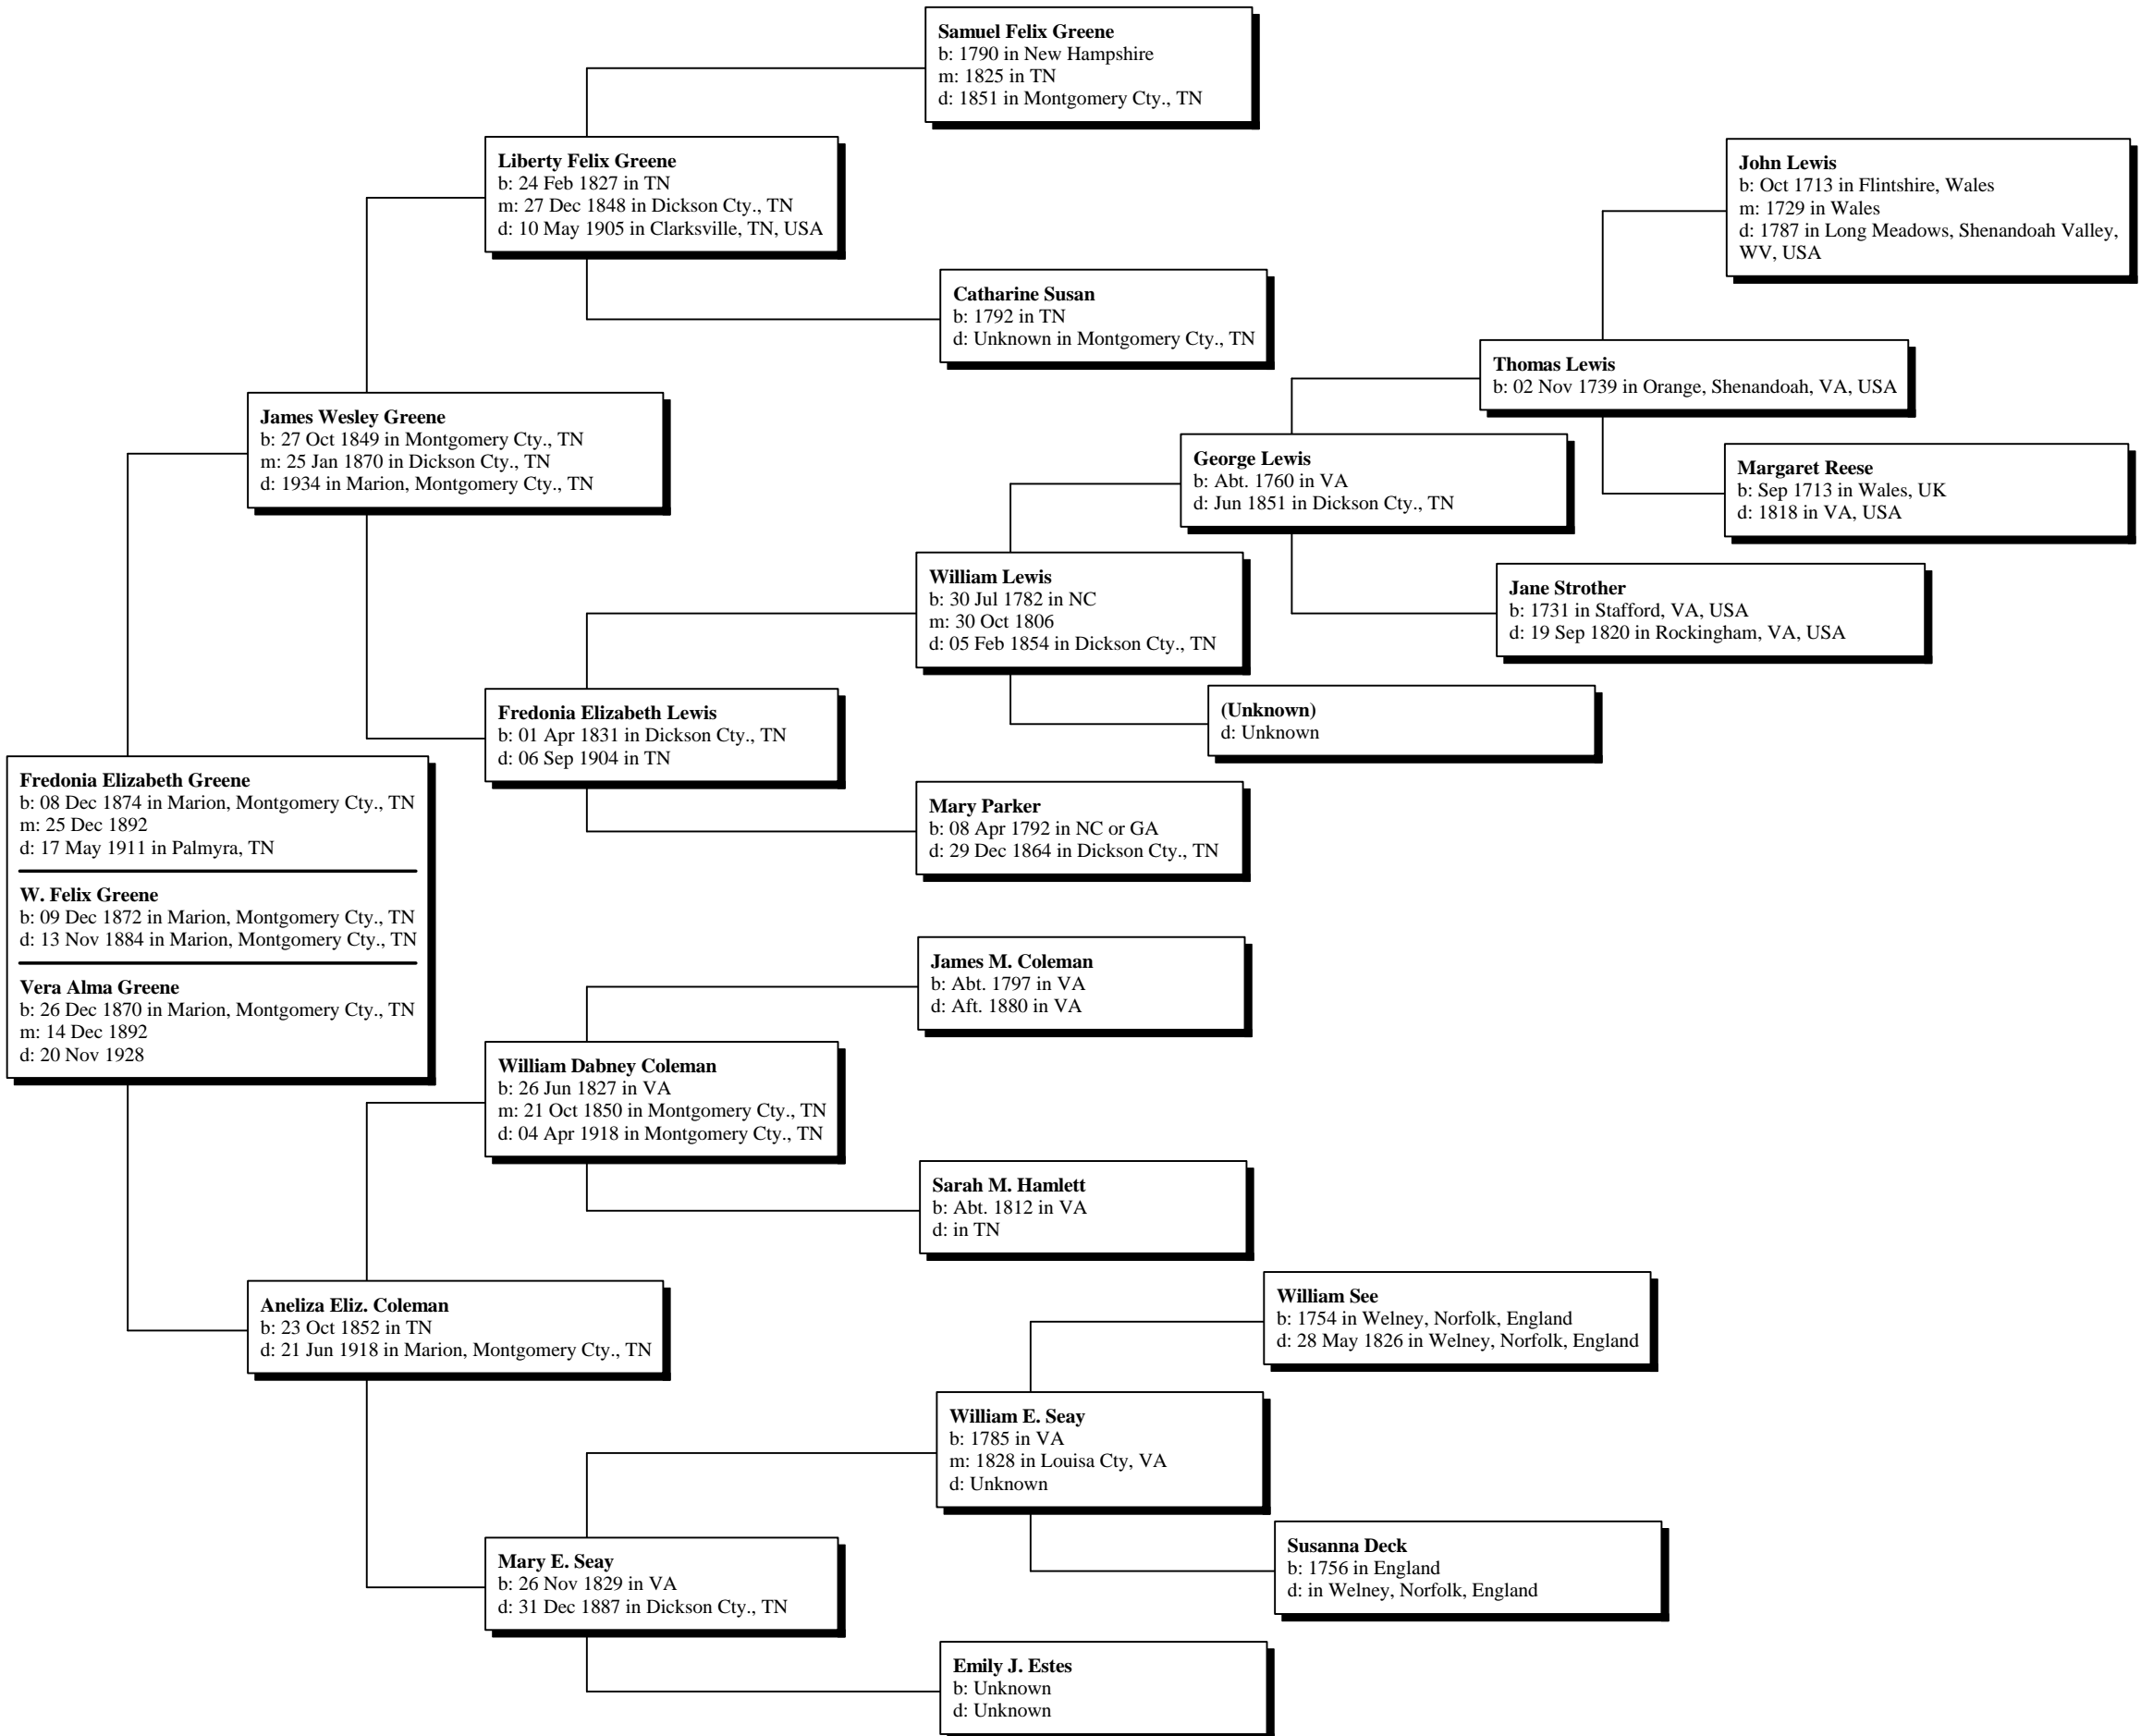 Samuel Felix Greene
b: 1790 in New Hampshire
m: 1825 in TN
d: 1851 in Montgomery Cty., TN
Liberty Felix Greene
b: 24 Feb 1827 in TN
m: 27 Dec 1848 in Dickson Cty., TN
d: 10 May 1905 in Clarksville, TN, USA
John Lewis
b: Oct 1713 in Flintshire, Wales
m: 1729 in Wales
d: 1787 in Long Meadows, Shenandoah Valley,
WV, USA
Catharine Susan
b: 1792 in TN
d: Unknown in Montgomery Cty., TN
Thomas Lewis
b: 02 Nov 1739 in Orange, Shenandoah, VA, USA
James Wesley Greene
b: 27 Oct 1849 in Montgomery Cty., TN
m: 25 Jan 1870 in Dickson Cty., TN
d: 1934 in Marion, Montgomery Cty., TN
George Lewis
b: Abt. 1760 in VA
d: Jun 1851 in Dickson Cty., TN
Margaret Reese
b: Sep 1713 in Wales, UK
d: 1818 in VA, USA
William Lewis
b: 30 Jul 1782 in NC
m: 30 Oct 1806
d: 05 Feb 1854 in Dickson Cty., TN
Jane Strother
b: 1731 in Stafford, VA, USA
d: 19 Sep 1820 in Rockingham, VA, USA
Fredonia Elizabeth Lewis
b: 01 Apr 1831 in Dickson Cty., TN
d: 06 Sep 1904 in TN
(Unknown)
d: Unknown
Fredonia Elizabeth Greene
b: 08 Dec 1874 in Marion, Montgomery Cty., TN
m: 25 Dec 1892
d: 17 May 1911 in Palmyra, TN
W. Felix Greene
b: 09 Dec 1872 in Marion, Montgomery Cty., TN
d: 13 Nov 1884 in Marion, Montgomery Cty., TN
Vera Alma Greene
b: 26 Dec 1870 in Marion, Montgomery Cty., TN
m: 14 Dec 1892
d: 20 Nov 1928
Mary Parker
b: 08 Apr 1792 in NC or GA
d: 29 Dec 1864 in Dickson Cty., TN
James M. Coleman
b: Abt. 1797 in VA
d: Aft. 1880 in VA
William Dabney Coleman
b: 26 Jun 1827 in VA
m: 21 Oct 1850 in Montgomery Cty., TN
d: 04 Apr 1918 in Montgomery Cty., TN
Sarah M. Hamlett
b: Abt. 1812 in VA
d: in TN
Aneliza Eliz. Coleman
b: 23 Oct 1852 in TN
d: 21 Jun 1918 in Marion, Montgomery Cty., TN
William See
b: 1754 in Welney, Norfolk, England
d: 28 May 1826 in Welney, Norfolk, England
William E. Seay
b: 1785 in VA
m: 1828 in Louisa Cty, VA
d: Unknown
Mary E. Seay
b: 26 Nov 1829 in VA
d: 31 Dec 1887 in Dickson Cty., TN
Susanna Deck
b: 1756 in England
d: in Welney, Norfolk, England
Emily J. Estes
b: Unknown
d: Unknown